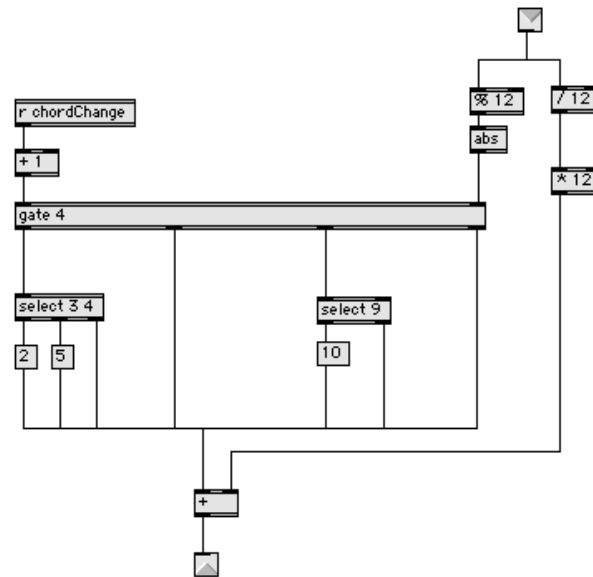 % 12
/ 12
r chordChange
abs
+ 1
* 12
gate 4
select 3 4
select 9
2
5
10
+